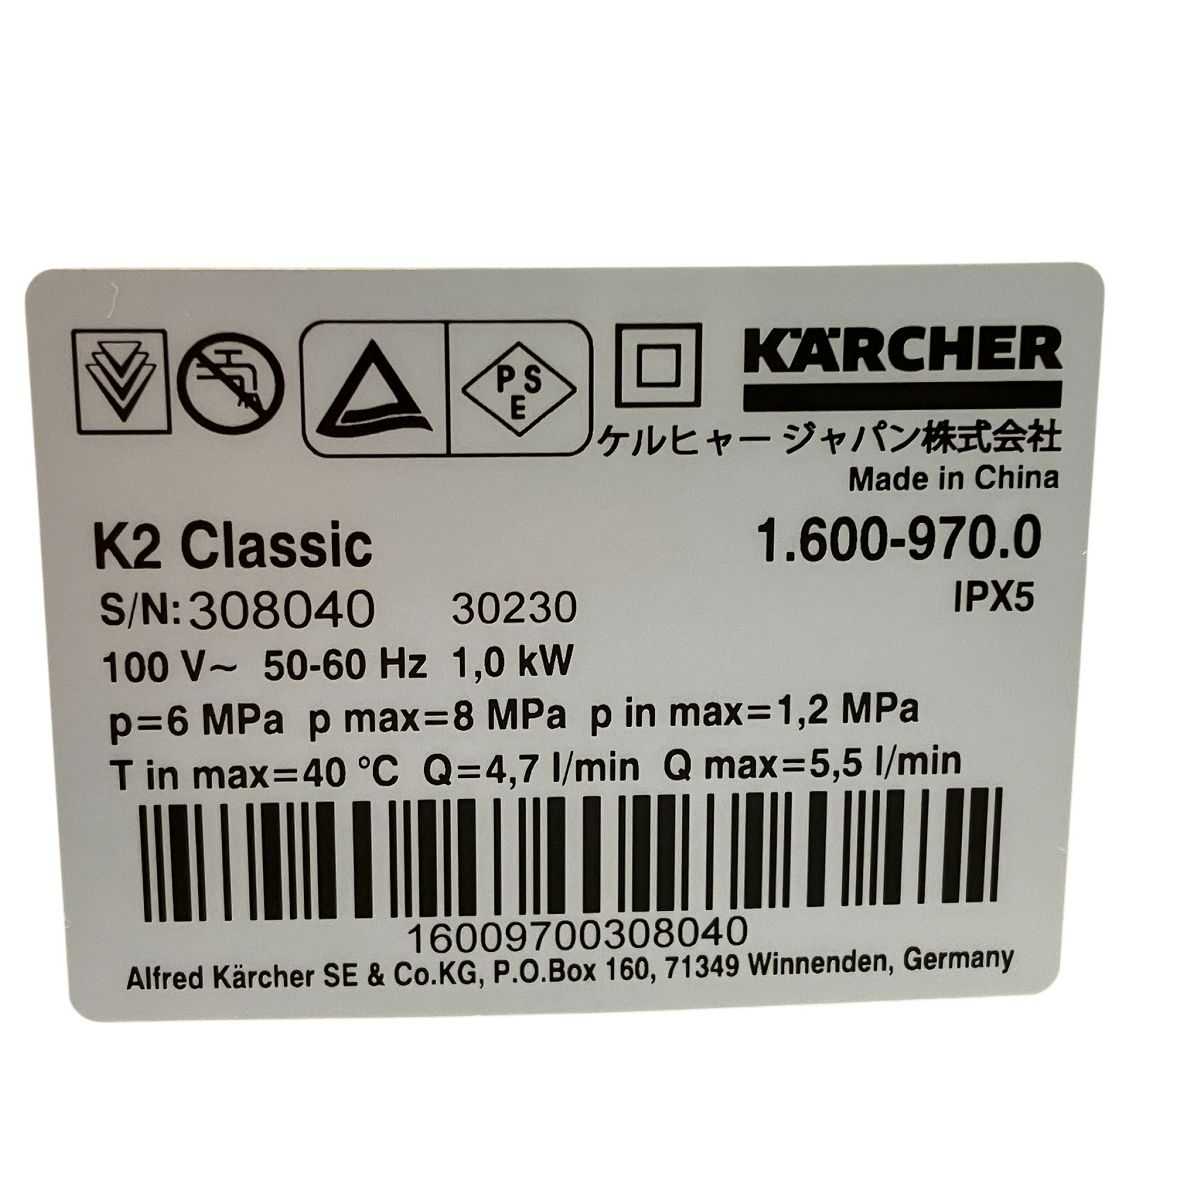 PSE
KÄRCHER
ケルヒャー ジャパン株式会社
Made in China
K2 Classic 1.600-970.0
S/N: 308040 30230 IPX5
100 V~ 50-60 Hz 1,0 kW
p=6 MPa p max=8 MPa p in max=1,2 MPa
T in max=40 °C Q=4,7 l/min Q max=5,5 l/min
16009700308040
Alfred Kärcher SE & Co.KG, P.O.Box 160, 71349 Winnenden, Germany